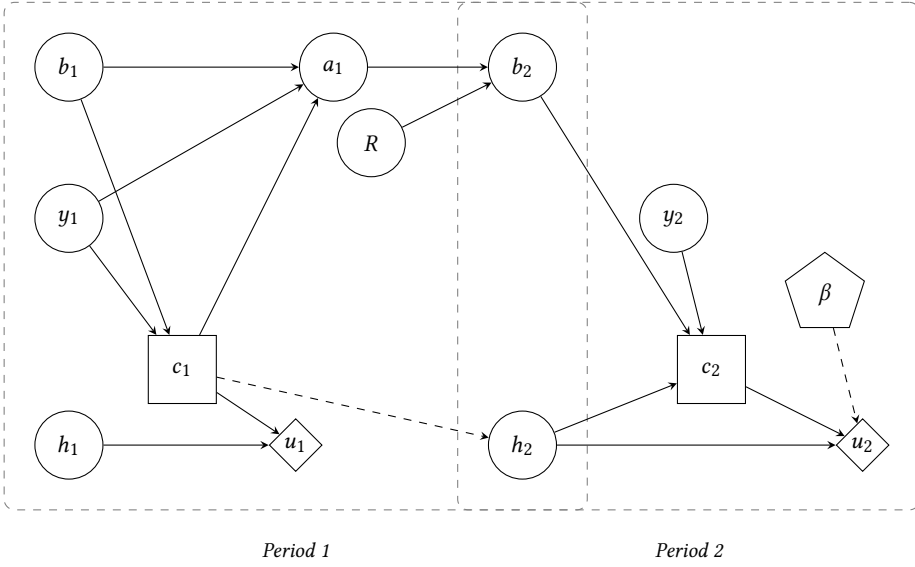 b₁
a₁
b₂
R
y₁
y₂
β
c₁
c₂
h₁
u₁
h₂
u₂
Period 1
Period 2